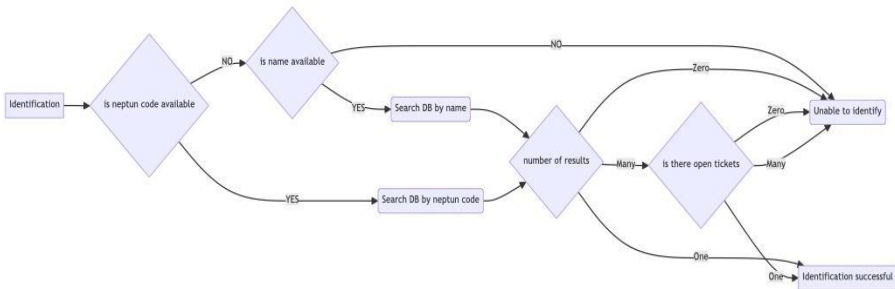 Identification
is neptun code available
NO
is name available
YES
Search DB by name
YES
Search DB by neptun code
number of results
NO
Zero
Many
One
is there open tickets
Zero
Many
One
Unable to identify
Identification successful